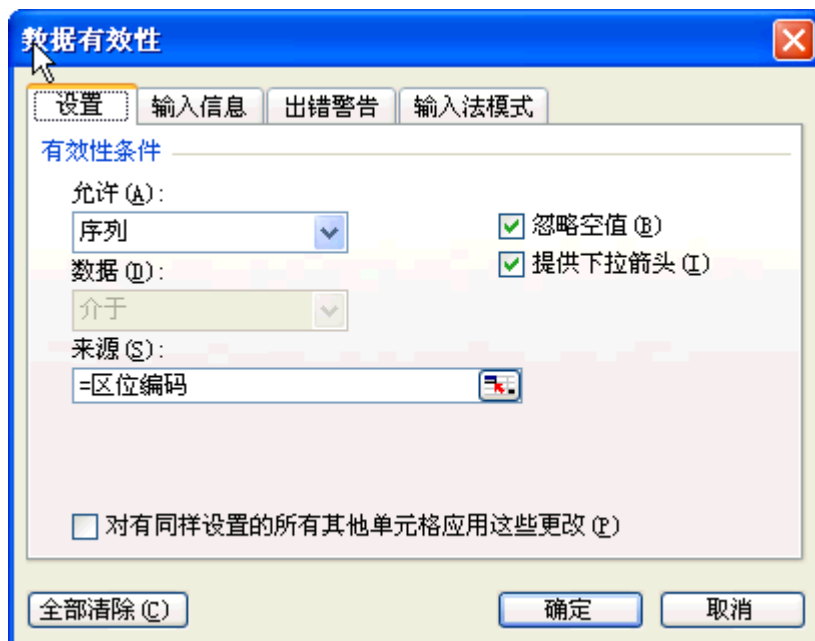 数据有效性
设置 输入信息 出错警告 输入法模式
有效性条件
允许(A):
序列
忽略空值(B)
数据(D):
提供下拉箭头(I)
介于
来源(S):
=区位编码
对有同样设置的所有其他单元格应用这些更改(P)
全部清除(C) 确定 取消